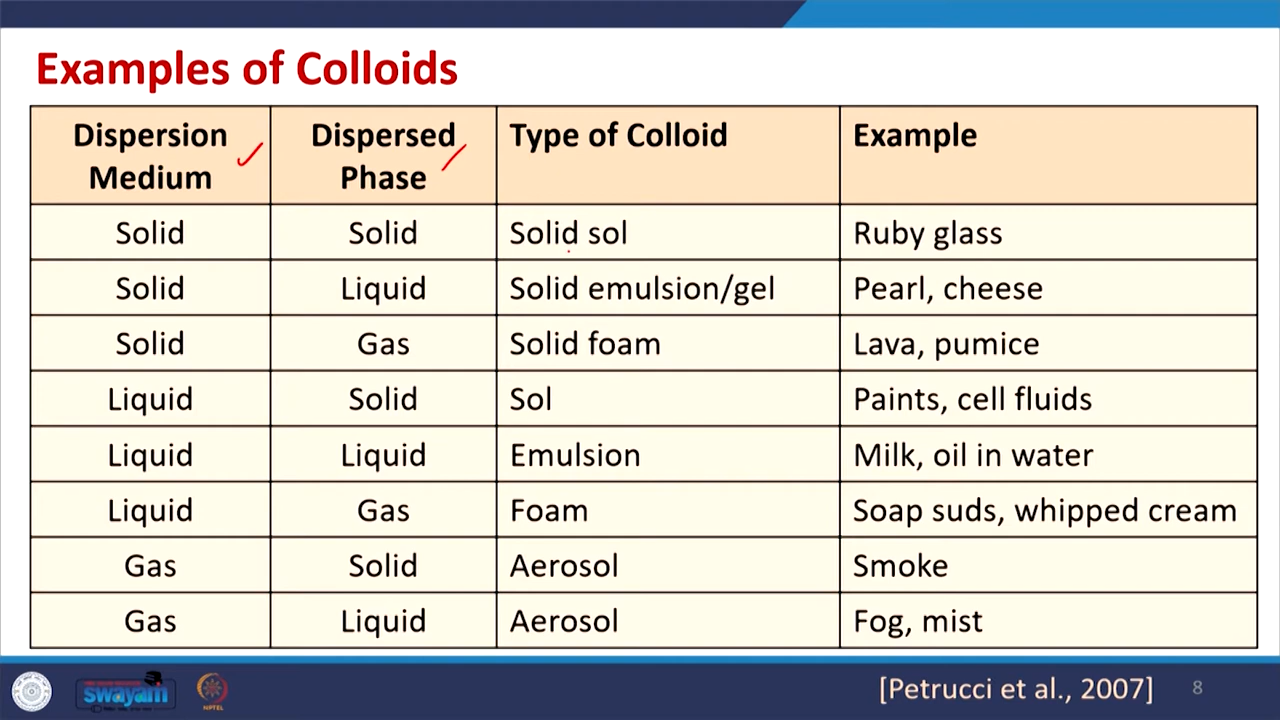 Examples of Colloids
Dispersion Medium Dispersed Phase Type of Colloid Example
Solid Solid Solid sol Ruby glass
Solid Liquid Solid emulsion/gel Pearl, cheese
Solid Gas Solid foam Lava, pumice
Liquid Solid Sol Paints, cell fluids
Liquid Liquid Emulsion Milk, oil in water
Liquid Gas Foam Soap suds, whipped cream
Gas Solid Aerosol Smoke
Gas Liquid Aerosol Fog, mist
swayam
NPTEL
[Petrucci et al., 2007]
8